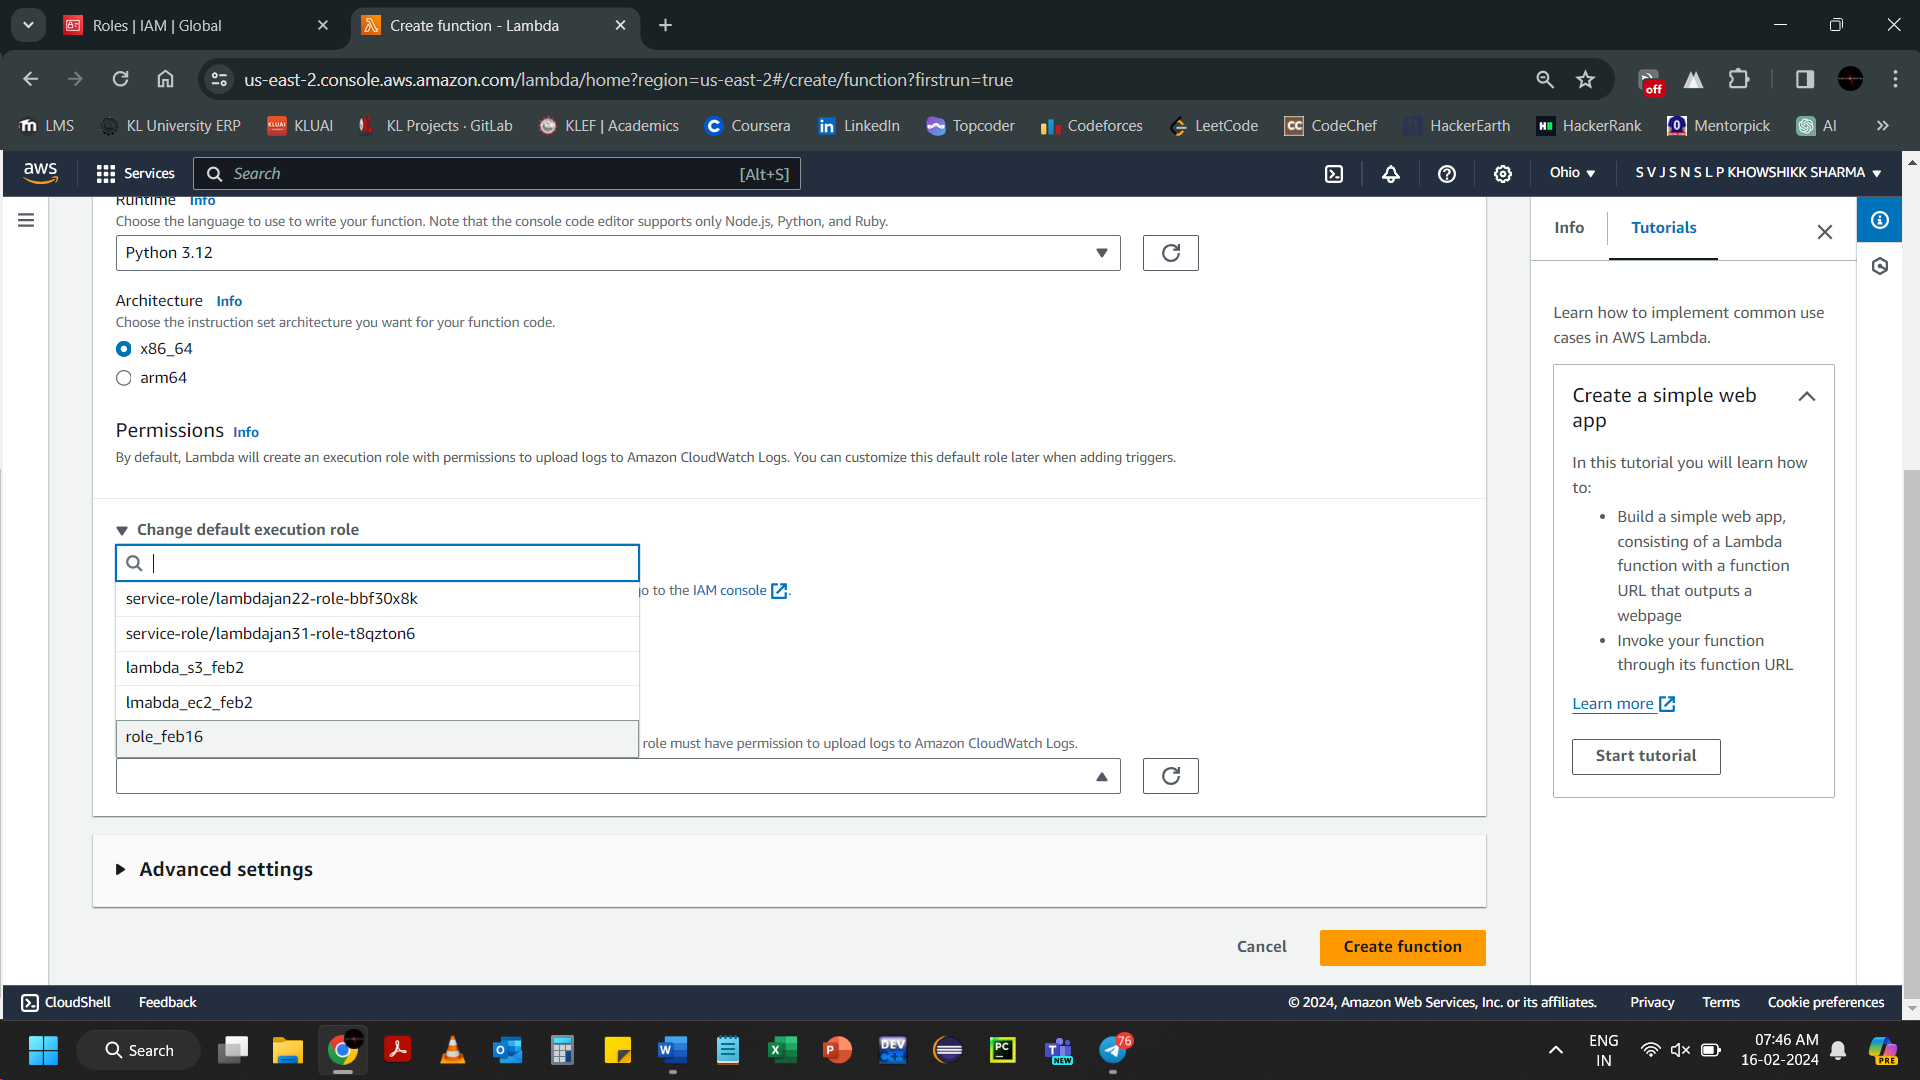 Roles | IAM | Global
Create function - Lambda
us-east-2.console.aws.amazon.com/lambda/home?region=us-east-2#/create/function?firstrun=true
off
LMS
KL University ERP
KLUAI
KL Projects · GitLab
KLEF | Academics
Coursera
LinkedIn
Topcoder
Codeforces
LeetCode
CodeChef
HackerEarth
HackerRank
Mentorpick
AI
aws
Services
Search
[Alt+S]
Ohio
S V J S N S L P KHOWSHIKK SHARMA
Runtime Info
Choose the language to use to write your function. Note that the console code editor supports only Node.js, Python, and Ruby.
Python 3.12
Architecture Info
Choose the instruction set architecture you want for your function code.
x86_64
arm64
Permissions Info
By default, Lambda will create an execution role with permissions to upload logs to Amazon CloudWatch Logs. You can customize this default role later when adding triggers.
Change default execution role
go to the IAM console.
service-role/lambdajan22-role-bbf30x8k
service-role/lambdajan31-role-t8qzton6
lambda_s3_feb2
lmabda_ec2_feb2
role_feb16
role must have permission to upload logs to Amazon CloudWatch Logs.
Advanced settings
Cancel
Create function
Info
Tutorials
Learn how to implement common use
cases in AWS Lambda.
Create a simple web
app
In this tutorial you will learn how
to:
• Build a simple web app,
consisting of a Lambda
function with a function
URL that outputs a
webpage
• Invoke your function
through its function URL
Learn more
Start tutorial
CloudShell
Feedback
© 2024, Amazon Web Services, Inc. or its affiliates.
Privacy
Terms
Cookie preferences
Search
DEV
PC
NEW
76
ENG
IN
07:46 AM
16-02-2024
PRE